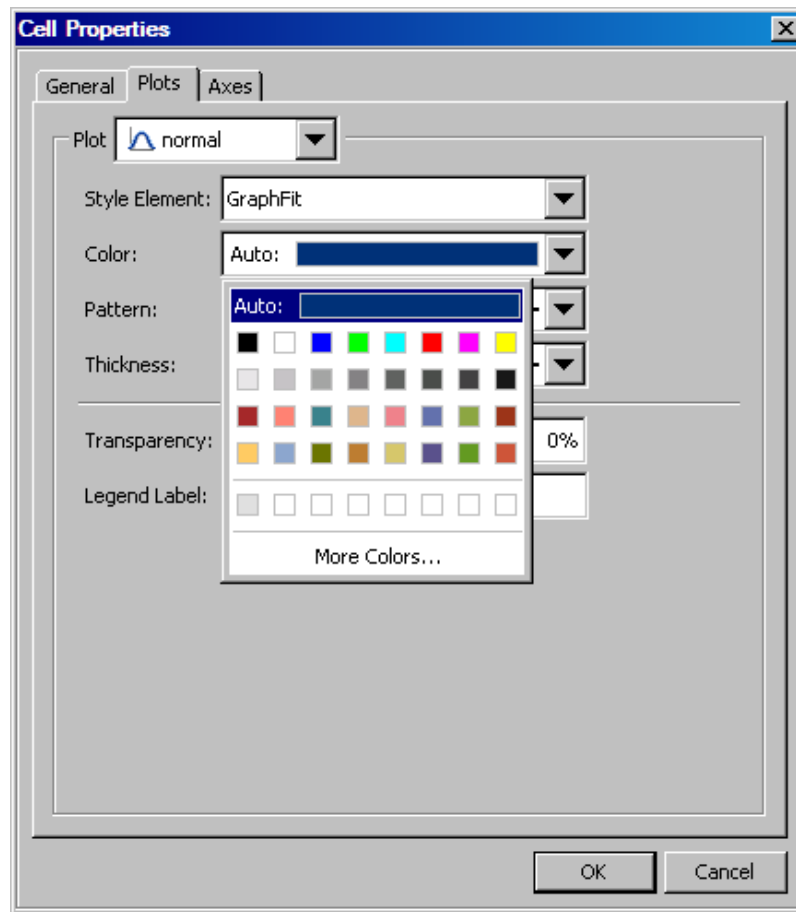 Cell Properties
General Plots Axes
Plot normal
Style Element: GraphFit
Color: Auto:
Auto:
Pattern:
Thickness:
Transparency: 0%
Legend Label:
More Colors...
OK Cancel